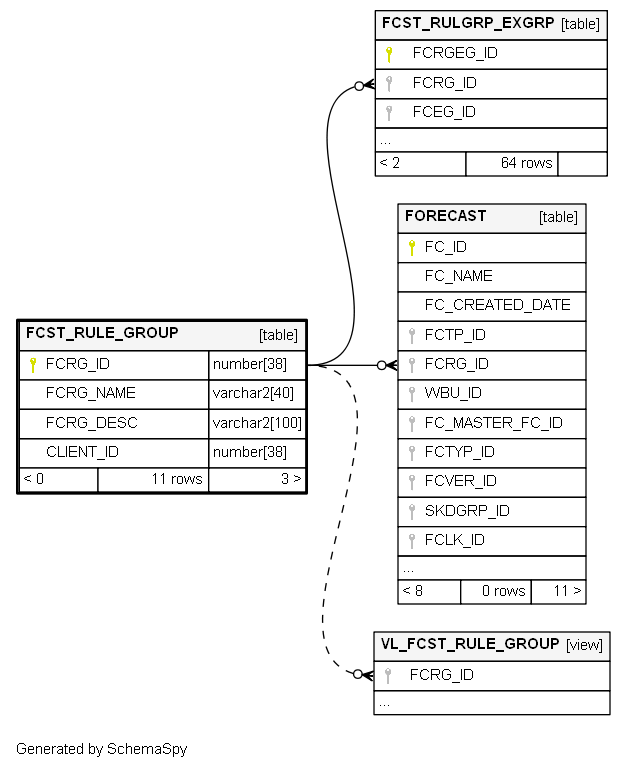 FCST_RULGRP_EXGRP [table]
FCRGEG_ID
FCRG_ID
FCEG_ID
...
< 2 64 rows
FORECAST [table]
FC_ID
FC_NAME
FC_CREATED_DATE
FCTP_ID
FCRG_ID
WBU_ID
FC_MASTER_FC_ID
FCTYP_ID
FCVER_ID
SKDGRP_ID
FCLK_ID
...
< 8 0 rows 11 >
FCST_RULE_GROUP [table]
FCRG_ID number[38]
FCRG_NAME varchar2[40]
FCRG_DESC varchar2[100]
CLIENT_ID number[38]
< 0 11 rows 3 >
VL_FCST_RULE_GROUP [view]
FCRG_ID
...
Generated by SchemaSpy